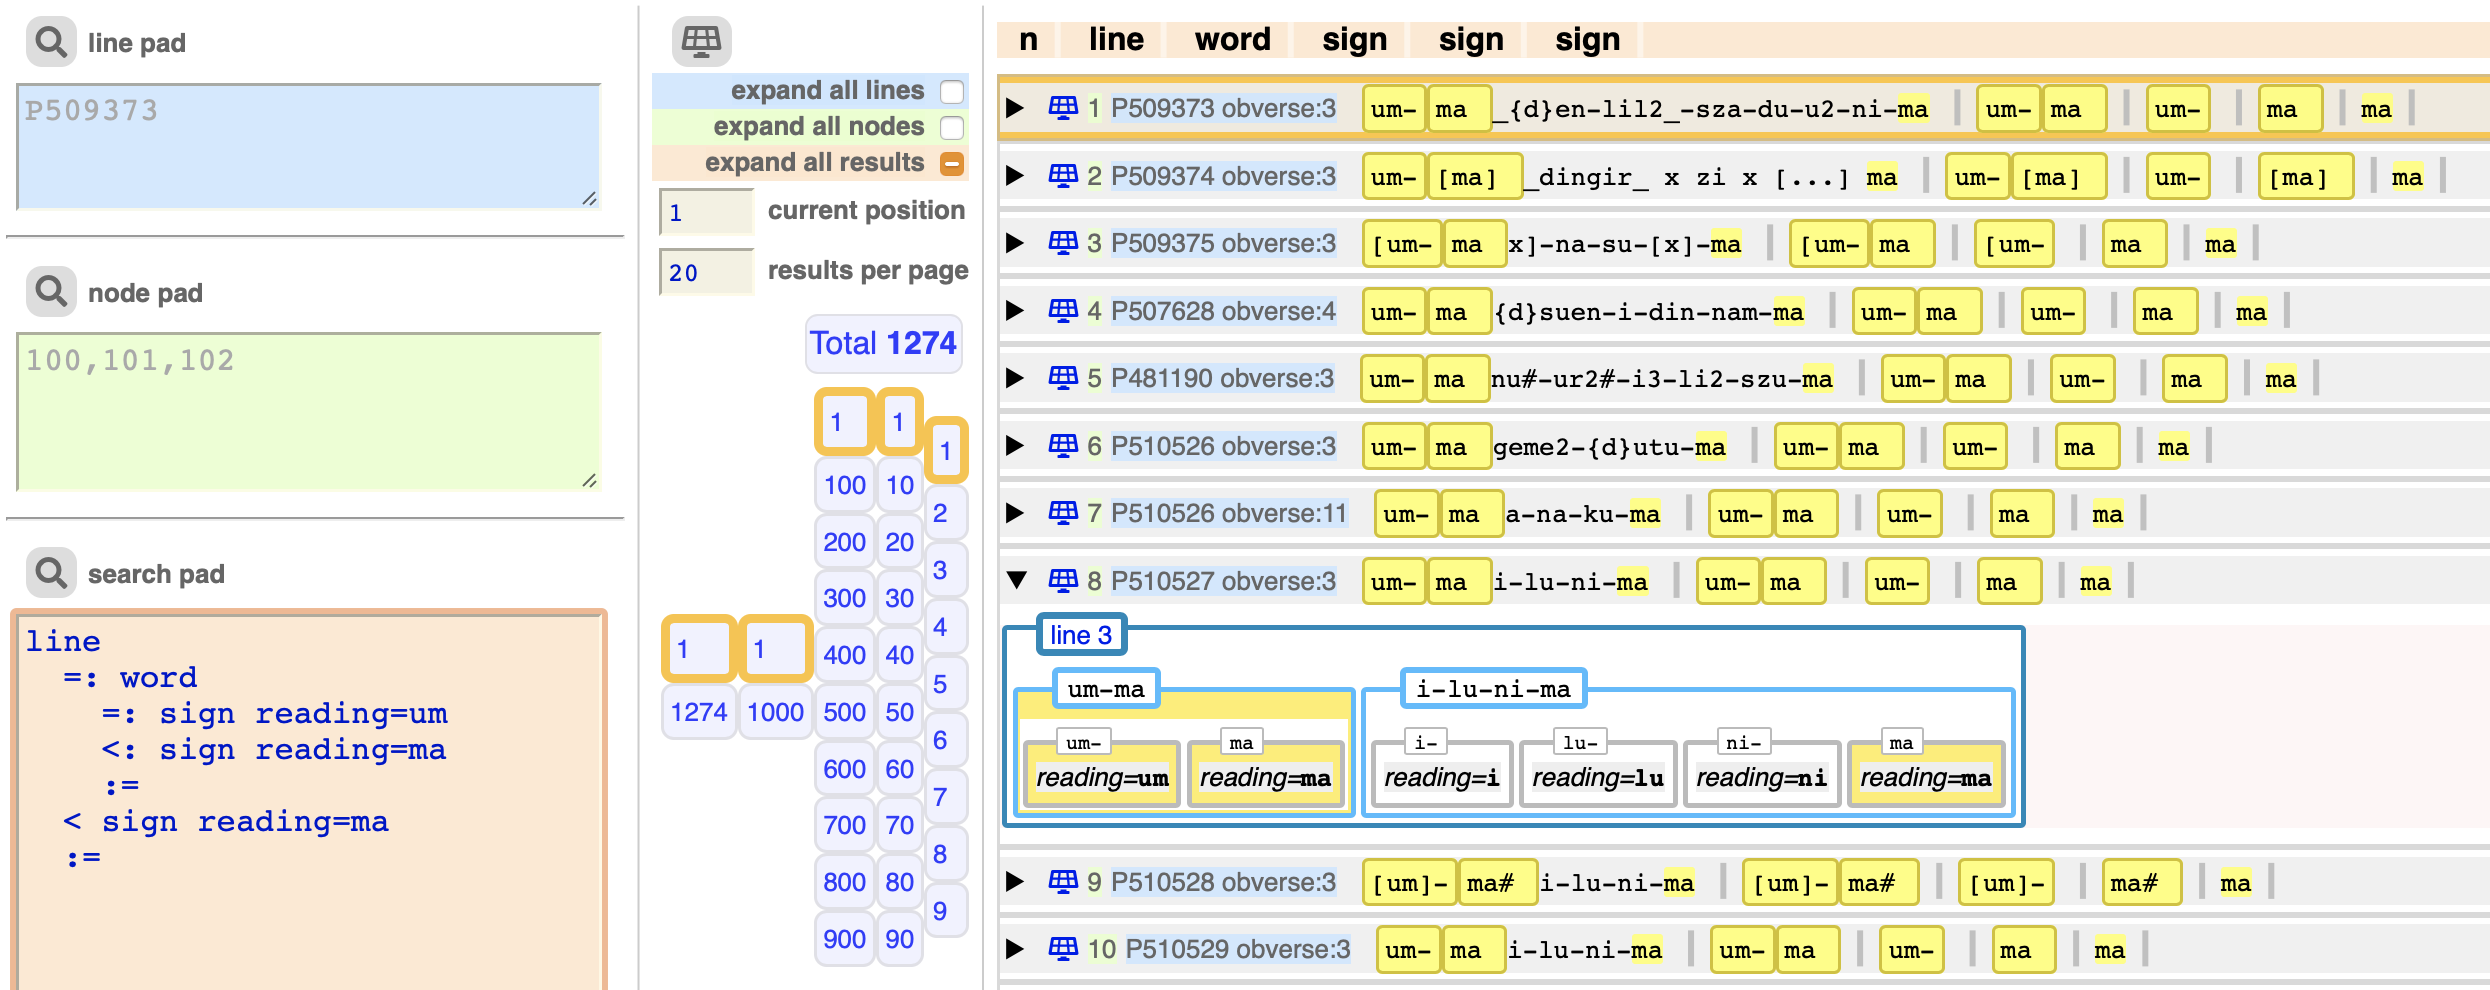 line pad
P509373
node pad
100,101,102
search pad
line
=: word
=: sign reading=um
<: sign reading=ma
:=
< sign reading=ma
:=
expand all lines
expand all nodes
expand all results
1 current position
20 results per page
Total 1274
1 1 1
100 10 2
200 20 3
300 30 4
1 1 400 40 5
1274 1000 500 50 6
600 60 7
700 70 8
800 80 9
900 90
n line word sign sign sign
1 P509373 obverse:3 um- ma _{d}en-lil2_-sza-du-u2-ni-ma um- ma um- ma ma
2 P509374 obverse:3 um- [ma] _dingir_ x zi x [...] ma um- [ma] um- [ma] ma
3 P509375 obverse:3 [um- ma x]-na-su-[x]-ma [um- ma [um- ma ma
4 P507628 obverse:4 um- ma {d}suen-i-din-nam-ma um- ma um- ma ma
5 P481190 obverse:3 um- ma nu#-ur2#-i3-li2-szu-ma um- ma um- ma ma
6 P510526 obverse:3 um- ma geme2-{d}utu-ma um- ma um- ma ma
7 P510526 obverse:11 um- ma a-na-ku-ma um- ma um- ma ma
8 P510527 obverse:3 um- ma i-lu-ni-ma um- ma um- ma ma
line 3
um-ma i-lu-ni-ma
um- ma i- lu- ni- ma
reading=um reading=ma reading=i reading=lu reading=ni reading=ma
9 P510528 obverse:3 [um]- ma# i-lu-ni-ma [um]- ma# [um]- ma# ma
10 P510529 obverse:3 um- ma i-lu-ni-ma um- ma um- ma ma